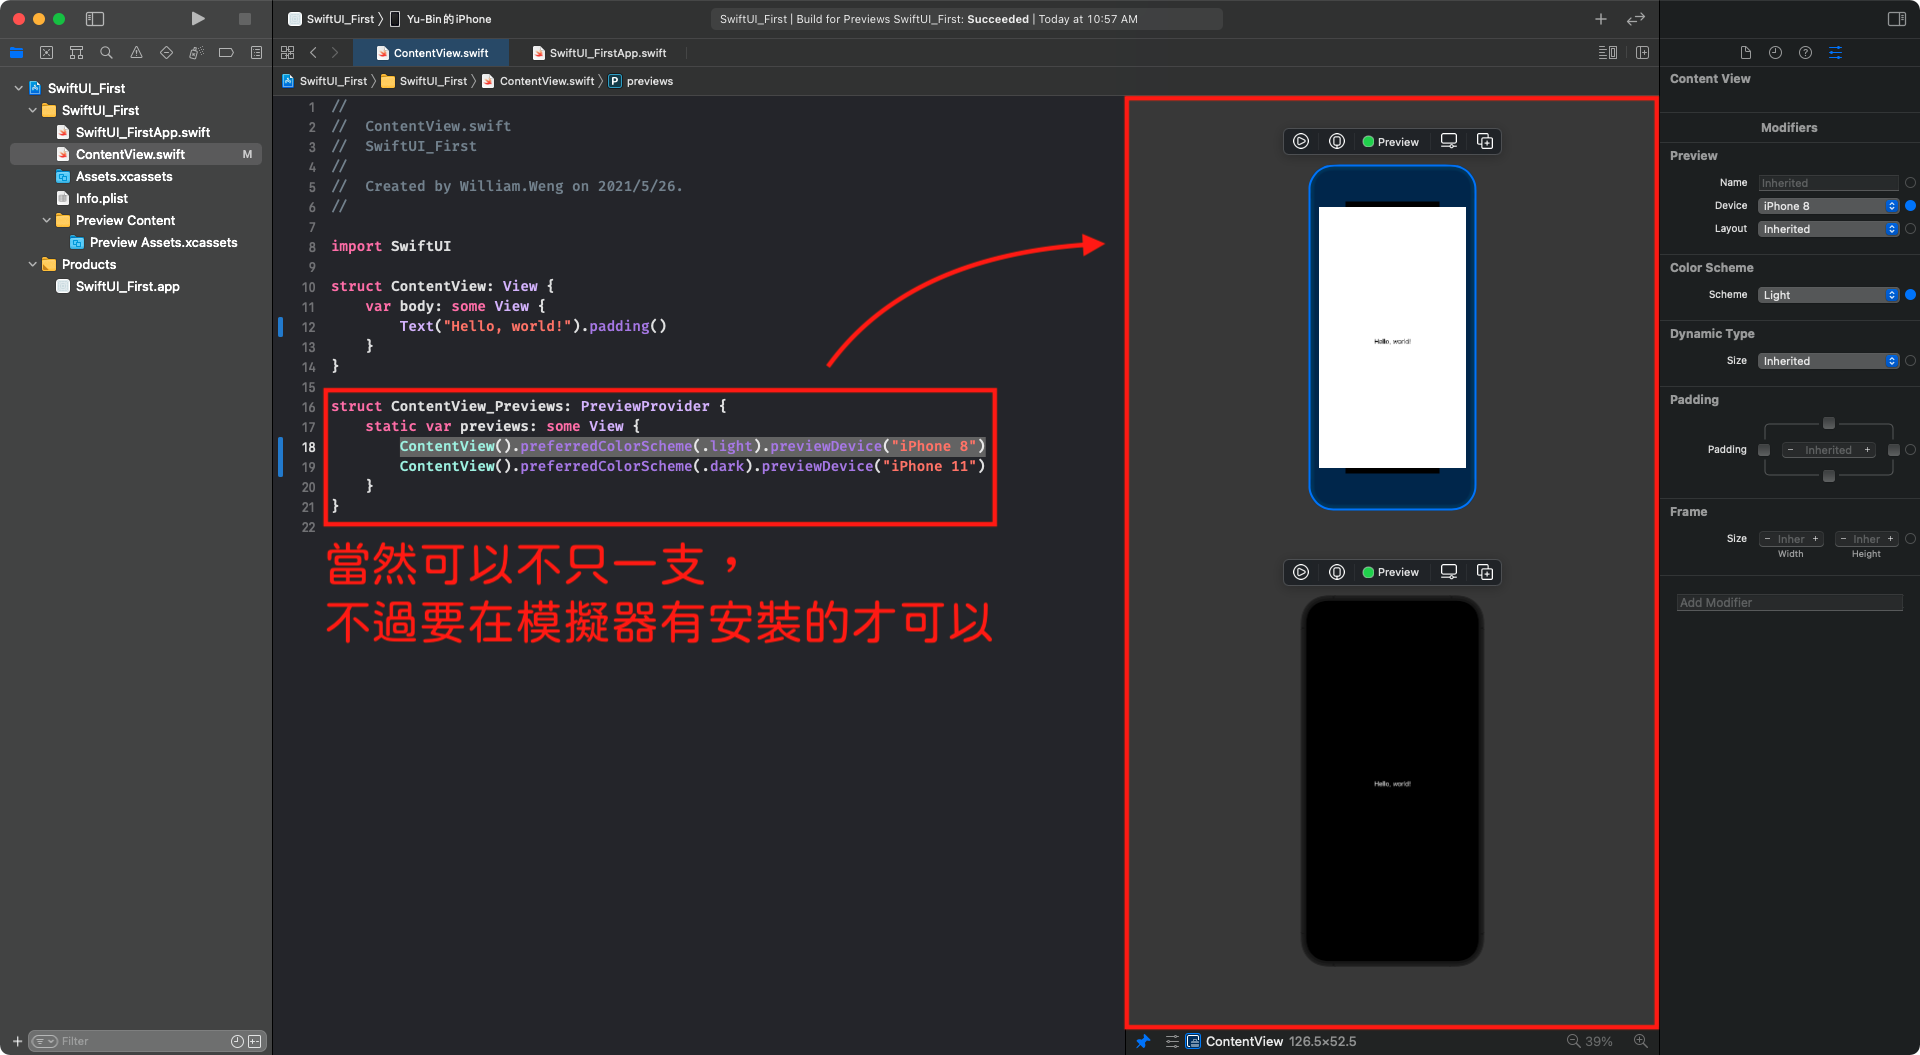 SwiftUI_First
Yu-Bin的iPhone
SwiftUI_First | Build for Previews SwiftUI_First: Succeeded | Today at 10:57 AM
ContentView.swift
SwiftUI_FirstApp.swift
SwiftUI_First
SwiftUI_First
ContentView.swift
P previews
SwiftUI_First
SwiftUI_First
SwiftUI_FirstApp.swift
ContentView.swift M
Assets.xcassets
Info.plist
Preview Content
Preview Assets.xcassets
Products
SwiftUI_First.app
Filter
1 //
2 // ContentView.swift
3 // SwiftUI_First
4 //
5 // Created by William.Weng on 2021/5/26.
6 //
7
8 import SwiftUI
9
10 struct ContentView: View {
11 var body: some View {
12 Text("Hello, world!").padding()
13 }
14 }
15
16 struct ContentView_Previews: PreviewProvider {
17 static var previews: some View {
18 ContentView().preferredColorScheme(.light).previewDevice("iPhone 8")
19 ContentView().preferredColorScheme(.dark).previewDevice("iPhone 11")
20 }
21 }
22
當然可以不只一支，
不過要在模擬器有安裝的才可以
Preview
Hello, world!
Preview
Hello, world!
ContentView 126.5×52.5
39%
Content View
Modifiers
Preview
Name Inherited
Device iPhone 8
Layout Inherited
Color Scheme
Scheme Light
Dynamic Type
Size Inherited
Padding
Padding − Inherited +
Frame
Size − Inher + − Inher +
Width Height
Add Modifier